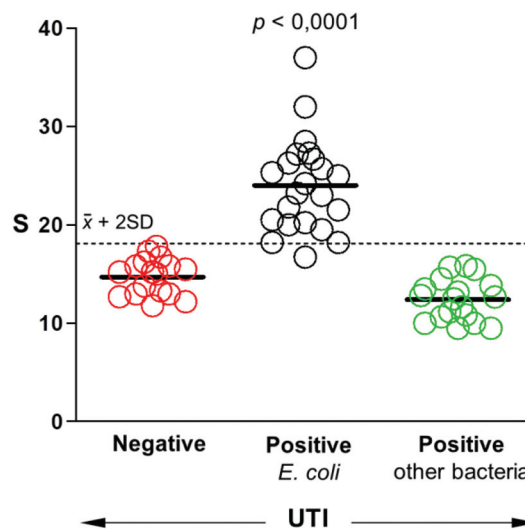 40
p < 0,0001
30
S
x̄ + 2SD
20
10
0
Negative
Positive
E. coli
Positive
other bacteria
UTI